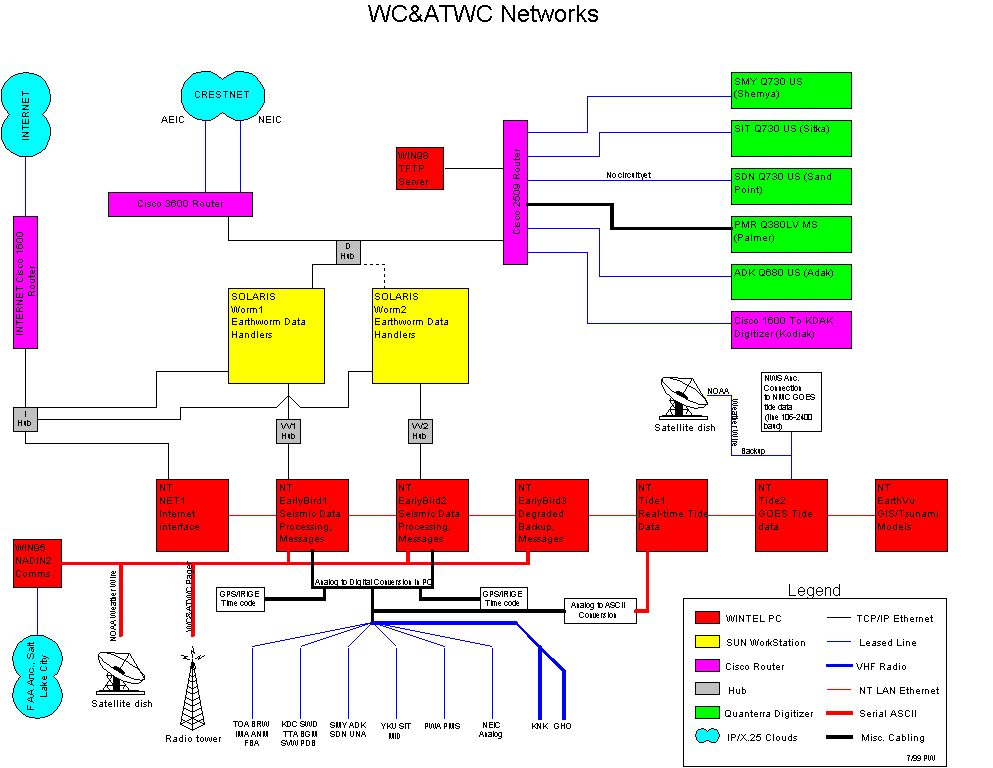 WC&ATWC Networks
INTERNET
CRESTNET
AEIC
NEIC
Cisco 3600 Router
WIN98
TFTP
Server
Cisco 2509 Router
SMY Q730 US
(Shemya)
SIT Q730 US (Sitka)
No circuit yet
SDN Q730 US (Sand
Point)
PMR Q380LV MS
(Palmer)
ADK Q680 US (Adak)
Cisco 1600 To KDAK
Digitizer (Kodiak)
INTERNET Cisco 1600
Router
D
Hub
SOLARIS
Worm1
Earthworm Data
Handlers
SOLARIS
Worm2
Earthworm Data
Handlers
I
Hub
W1
Hub
W2
Hub
Satellite dish
NOAA
Weather Wire
NWS Anc.
Connection
to NMC GOES
tide data
(line 106-2400
baud)
Backup
NT
NET1
Internet
interface
NT
EarlyBird1
Seismic Data
Processing,
Messages
NT
EarlyBird2
Seismic Data
Processing,
Messages
NT
EarlyBird3
Degraded
Backup,
Messages
NT
Tide1
Real-time Tide
Data
NT
Tide2
GOES Tide
data
NT
EarthVu
GIS/Tsunami
Models
WIN95
NADIN2
Comms
NOAA Weather Wire
WC&ATWC Page
Analog to Digital Conversion in PC
GPS/IRIGE
Time code
GPS/IRIGE
Time code
Analog to ASCII
Conversion
FAA Anc., Salt
Lake City
Satellite dish
Radio tower
TOA BRW
IMA ANM
FBA
KDC SWD
TTA BGM
SVW PDB
SMY ADK
SDN UNA
YKU SIT
MID
PWA PMS
NEIC
Analog
KNK
GHO
Legend
WINTEL PC
TCP/IP Ethernet
SUN WorkStation
Leased Line
Cisco Router
VHF Radio
Hub
NT LAN Ethernet
Quanterra Digitizer
Serial ASCII
IP/X.25 Clouds
Misc. Cabling
7/99 PW